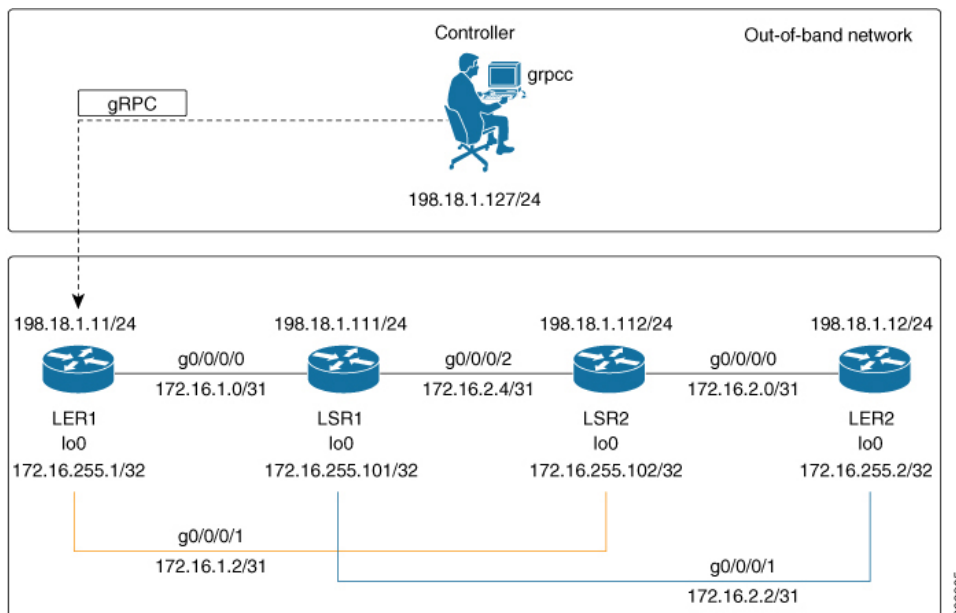 Controller
Out-of-band network
grpcc
gRPC
198.18.1.127/24
198.18.1.11/24
198.18.1.111/24
198.18.1.112/24
198.18.1.12/24
g0/0/0/0
g0/0/0/2
g0/0/0/0
172.16.1.0/31
172.16.2.4/31
172.16.2.0/31
LER1
LSR1
LSR2
LER2
lo0
lo0
lo0
lo0
172.16.255.1/32
172.16.255.101/32
172.16.255.102/32
172.16.255.2/32
g0/0/0/1
172.16.1.2/31
g0/0/0/1
172.16.2.2/31